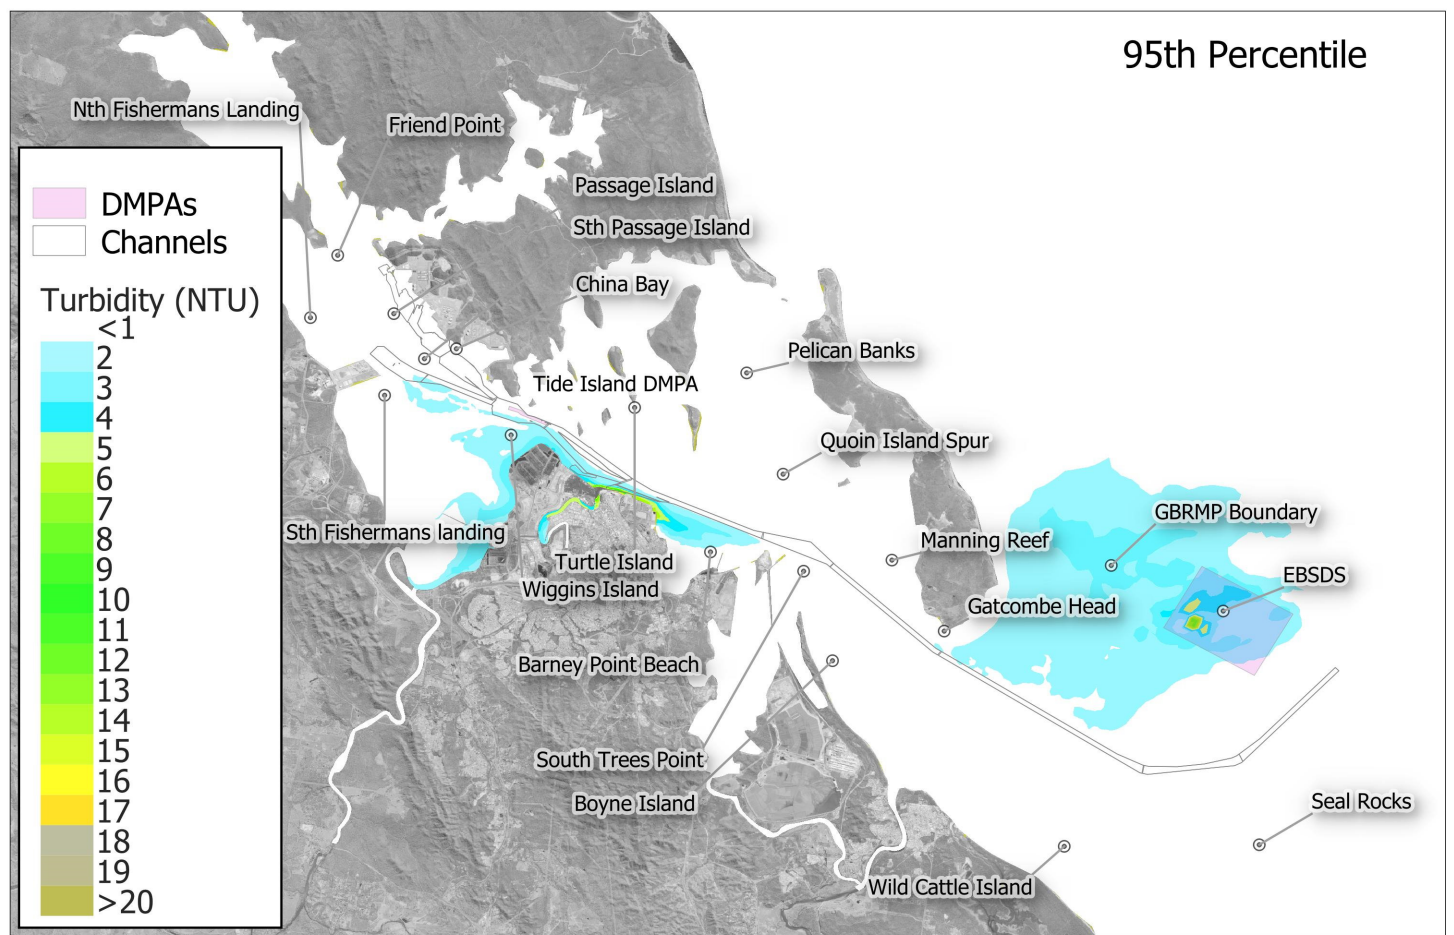 95th Percentile
Nth Fishermans Landing
Friend Point
Passage Island
Sth Passage Island
China Bay
Pelican Banks
Tide Island DMPA
Quoin Island Spur
GBRMP Boundary
Sth Fishermans landing
Manning Reef
Turtle Island
EBSDS
Wiggins Island
Gatcombe Head
Barney Point Beach
South Trees Point
Boyne Island
Seal Rocks
Wild Cattle Island
DMPAs
Channels
Turbidity (NTU)
<1
2
3
4
5
6
7
8
9
10
11
12
13
14
15
16
17
18
19
>20